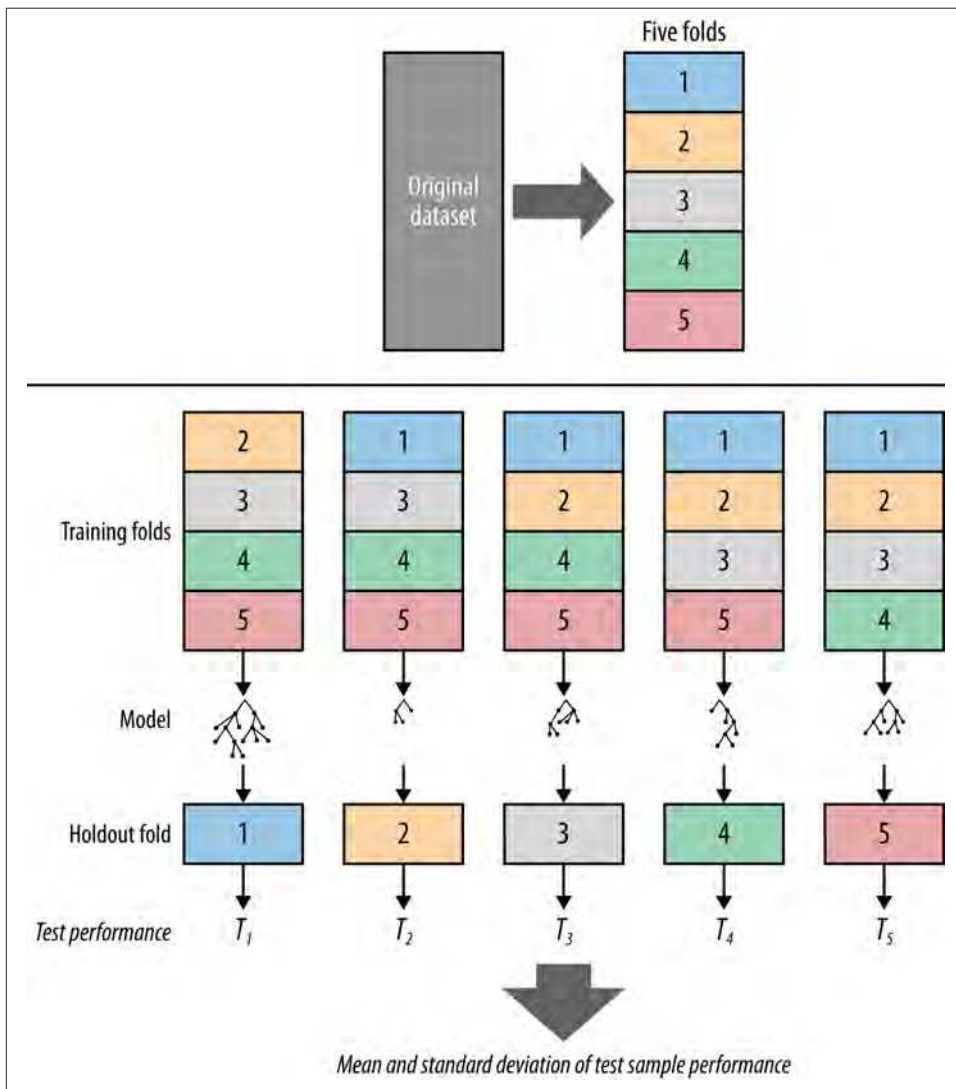 Five folds
1
2
Original
dataset
3
4
5
2 1 1 1 1
Training folds
3 3 2 2 2
4 4 4 3 3
5 5 5 5 4
Model
Holdout fold
1 2 3 4 5
Test performance T1 T2 T3 T4 T5
Mean and standard deviation of test sample performance